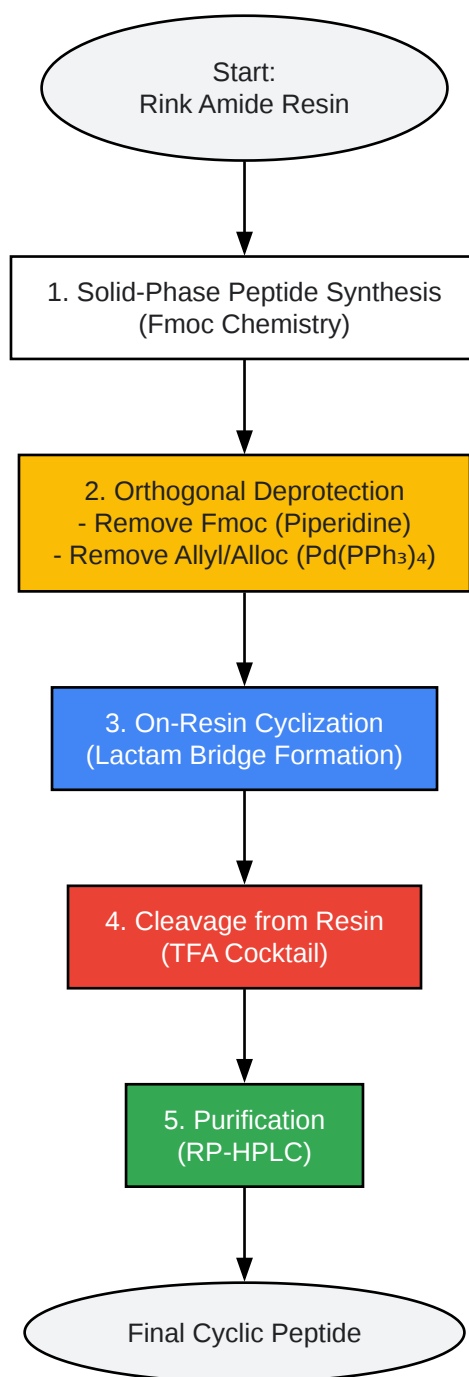 Start:
Rink Amide Resin
1. Solid-Phase Peptide Synthesis
(Fmoc Chemistry)
2. Orthogonal Deprotection
- Remove Fmoc (Piperidine)
- Remove Allyl/Alloc (Pd(PPh₃)₄)
3. On-Resin Cyclization
(Lactam Bridge Formation)
4. Cleavage from Resin
(TFA Cocktail)
5. Purification
(RP-HPLC)
Final Cyclic Peptide